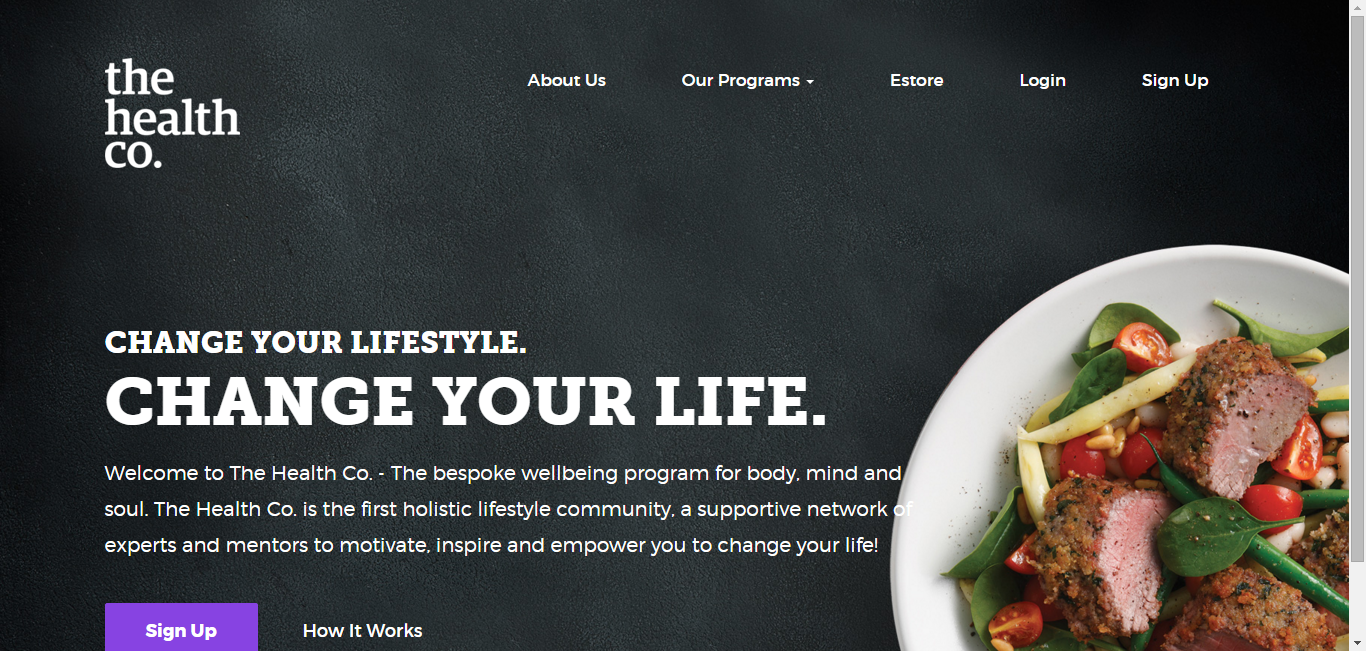 the
health
co.
About Us
Our Programs
Estore
Login
Sign Up
CHANGE YOUR LIFESTYLE.
CHANGE YOUR LIFE.
Welcome to The Health Co. - The bespoke wellbeing program for body, mind and
soul. The Health Co. is the first holistic lifestyle community, a supportive network of
experts and mentors to motivate, inspire and empower you to change your life!
Sign Up
How It Works